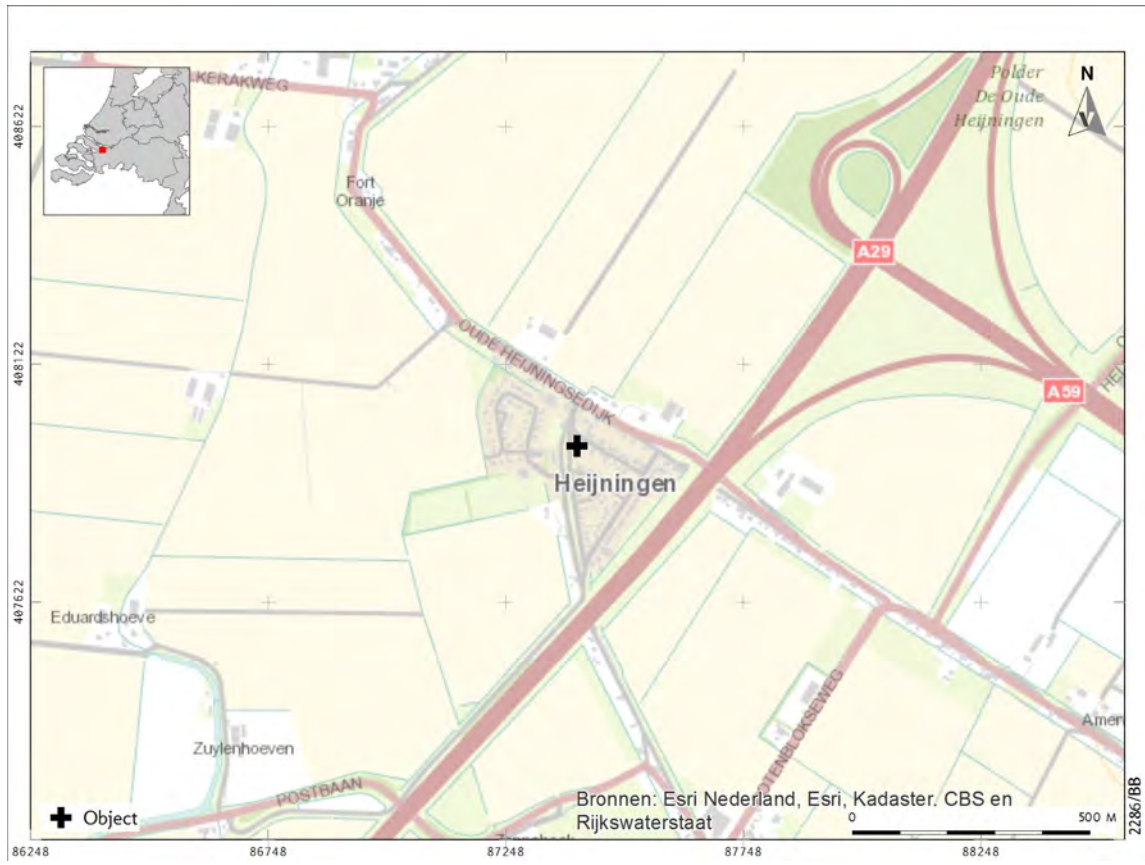 KERAKWEG
Polder
De Oude
Heijningen
N
408622
Fort
Oranje
A29
OUDE HEIJNINGSEDIJK
408122
A59
Heijningen
407622
Eduardshoeve
Zuylenhoeven
POSTBAAN
Object
Bronnen: Esri Nederland, Esri, Kadaster. CBS en
Rijkswaterstaat
0 500 M
2286/BB
86248 86748 87248 87748 88248